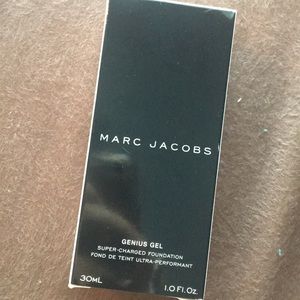 MARC JACOBS
GENIUS GEL
SUPER-CHARGED FOUNDATION
FOND DE TEINT ULTRA-PERFORMANT
30ML 1.0 Fl.Oz.